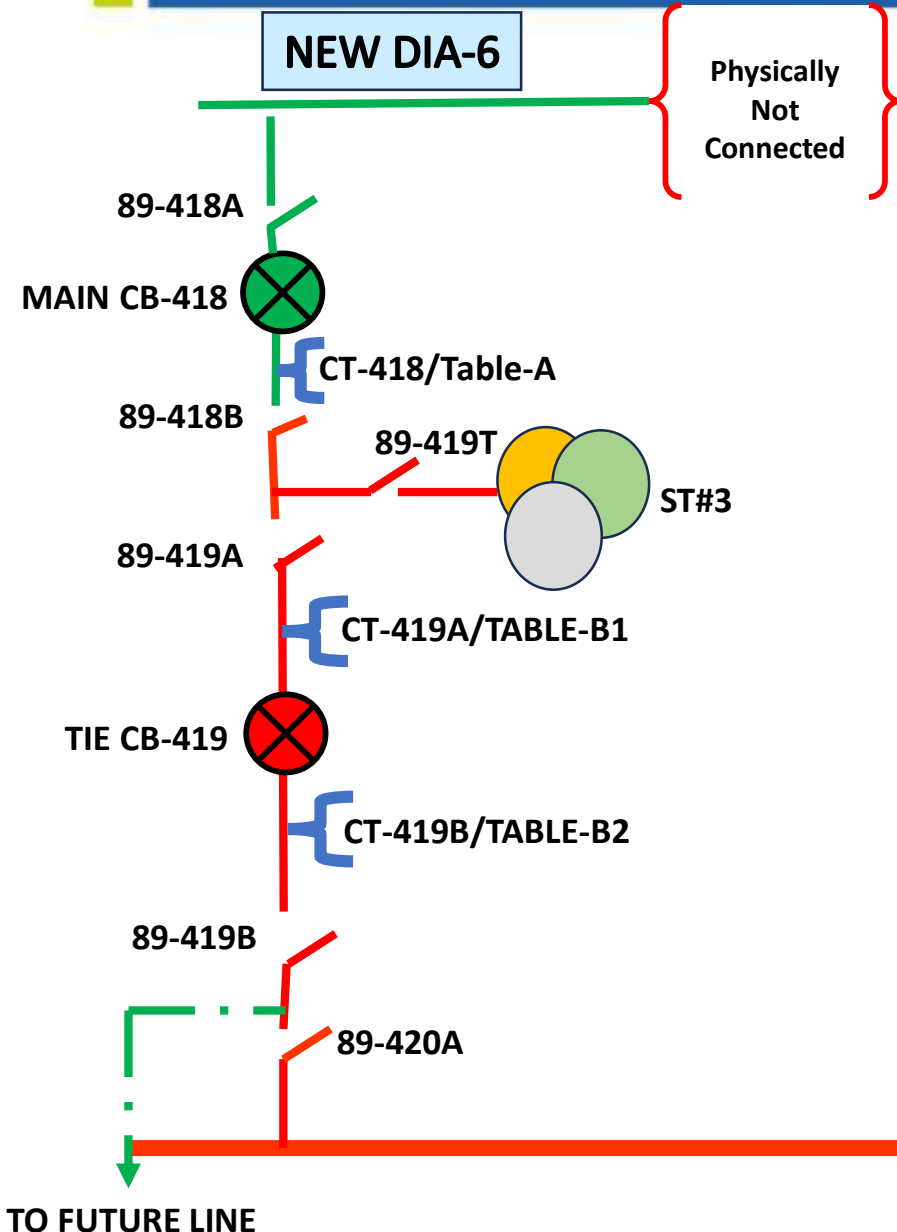 NEW DIA-6
Physically
Not
Connected
89-418A
MAIN CB-418
CT-418/Table-A
89-418B
89-419T
ST#3
89-419A
CT-419A/TABLE-B1
TIE CB-419
CT-419B/TABLE-B2
89-419B
89-420A
TO FUTURE LINE